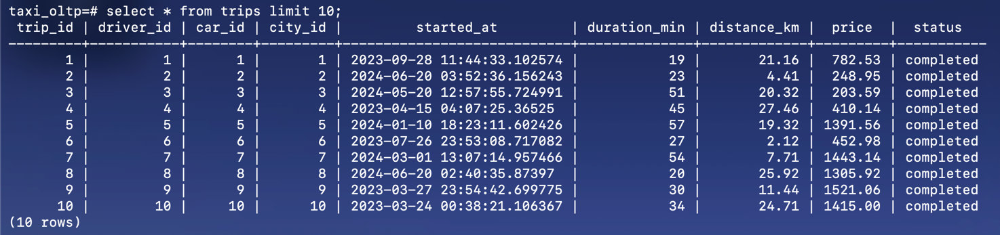 taxi_oltp=# select * from trips limit 10;
 trip_id | driver_id | car_id | city_id |         started_at         | duration_min | distance_km |  price  |  status
---------+-----------+--------+---------+----------------------------+--------------+-------------+---------+-----------
       1 |         1 |      1 |       1 | 2023-09-28 11:44:33.102574 |           19 |       21.16 |  782.53 | completed
       2 |         2 |      2 |       2 | 2024-06-20 03:52:36.156243 |           23 |        4.41 |  248.95 | completed
       3 |         3 |      3 |       3 | 2024-05-20 12:57:55.724991 |           51 |       20.32 |  203.59 | completed
       4 |         4 |      4 |       4 | 2023-04-15 04:07:25.36525  |           45 |       27.46 |  410.14 | completed
       5 |         5 |      5 |       5 | 2024-01-10 18:23:11.602426 |           57 |       19.32 | 1391.56 | completed
       6 |         6 |      6 |       6 | 2023-07-26 23:53:08.717082 |           27 |        2.12 |  452.98 | completed
       7 |         7 |      7 |       7 | 2024-03-01 13:07:14.957466 |           54 |        7.71 | 1443.14 | completed
       8 |         8 |      8 |       8 | 2024-06-20 02:40:35.87397  |           20 |       25.92 | 1305.92 | completed
       9 |         9 |      9 |       9 | 2023-03-27 23:54:42.699775 |           30 |       11.44 | 1521.06 | completed
      10 |        10 |     10 |      10 | 2023-03-24 00:38:21.106367 |           34 |       24.71 | 1415.00 | completed
(10 rows)